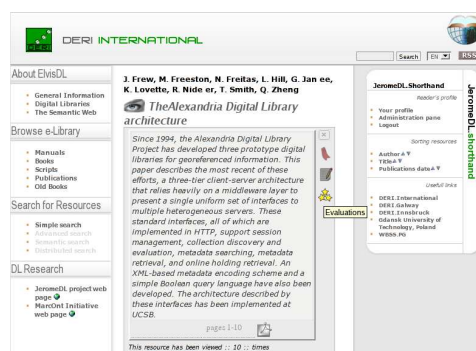 DERI INTERNATIONAL
DERI
Search
EN
RSS
About ElvisDL
General Information
Digital Libraries
The Semantic Web
Browse e-Library
Manuals
Books
Scripts
Publications
Old Books
Search for Resources
Simple search
Advanced search
Semantic search
Distributed search
DL Research
JeromeDL project web
page
MarcOnt Initiative
web page
J. Frew, M. Freeston, N. Freitas, L. Hill, G. Jan ee,
K. Lovette, R. Nide er, T. Smith, Q. Zheng
TheAlexandria Digital Library
architecture
Since 1994, the Alexandria Digital Library
Project has developed three prototype digital
libraries for georeferenced information. This
paper describes the most recent of these
efforts, a three-tier client-server architecture
that relies heavily on a middleware layer to
present a single uniform set of interfaces to
multiple heterogeneous servers. These
standard interfaces, all of which are
implemented in HTTP, support session
management, collection discovery and
evaluation, metadata searching, metadata
retrieval, and online holding retrieval. An
XML-based metadata encoding scheme and a
simple Boolean query language have also been
developed. The architecture described by
these interfaces has been implemented at
UCSB.
pages 1-10
This resource has been viewed :: 10 :: times
Evaluations
JeromeDL.Shorthand
Reader's profile
Your profile
Administration pane
Logout
Sorting resources
Author
Title
Publications date
Usefull links
DERI.International
DERI.Galway
DERI.Innsbruck
Gdansk University of
Technology, Poland
WBSS.PG
JeromeDL.shorthand